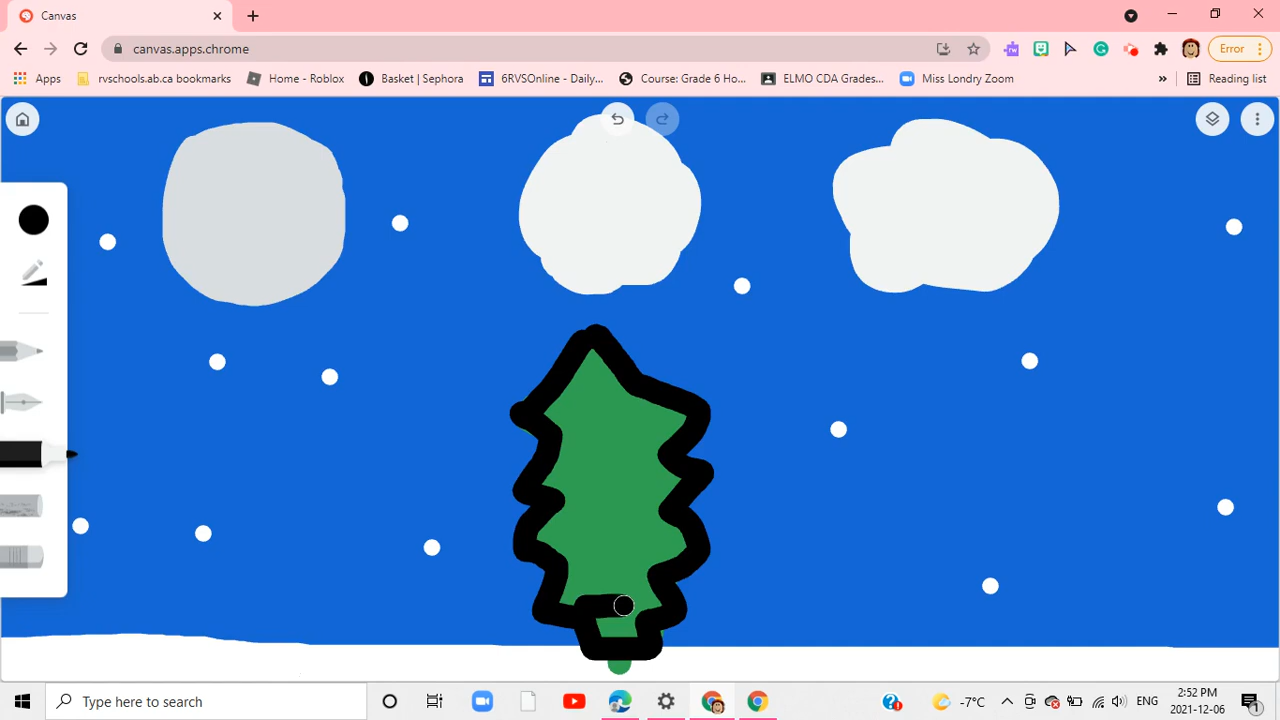 Canvas
canvas.apps.chrome
Error
Apps
rvschools.ab.ca bookmarks
Home - Roblox
Basket | Sephora
6RVSOnline - Daily...
Course: Grade 6 Ho...
ELMO CDA Grades...
Miss Londry Zoom
»
Reading list
Type here to search
-7°C
ENG
2:52 PM
2021-12-06
1